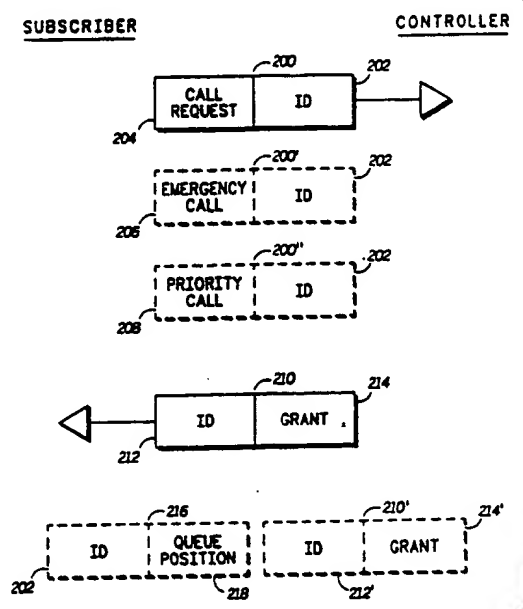 SUBSCRIBER
CONTROLLER
200
202
CALL
REQUEST
ID
204
200'
202
EMERGENCY
CALL
ID
206
200"
202
PRIORITY
CALL
ID
208
210
214
ID
GRANT
212
216
210'
214'
ID
QUEUE
POSITION
ID
GRANT
202
218
212'